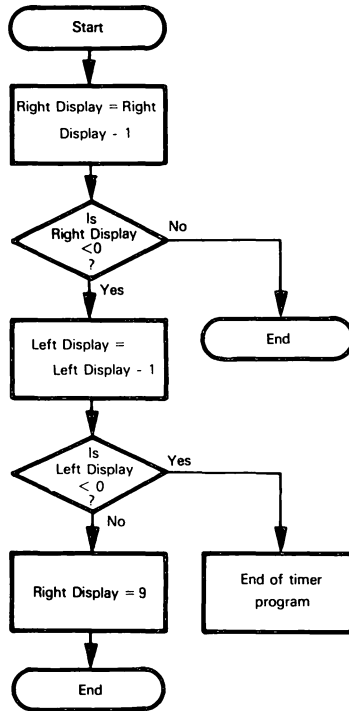 Start
Right Display = Right
Display - 1
Is
Right Display
<0
?
No
Yes
End
Left Display =
Left Display - 1
Is
Left Display
< 0
?
Yes
No
Right Display = 9
End of timer
program
End